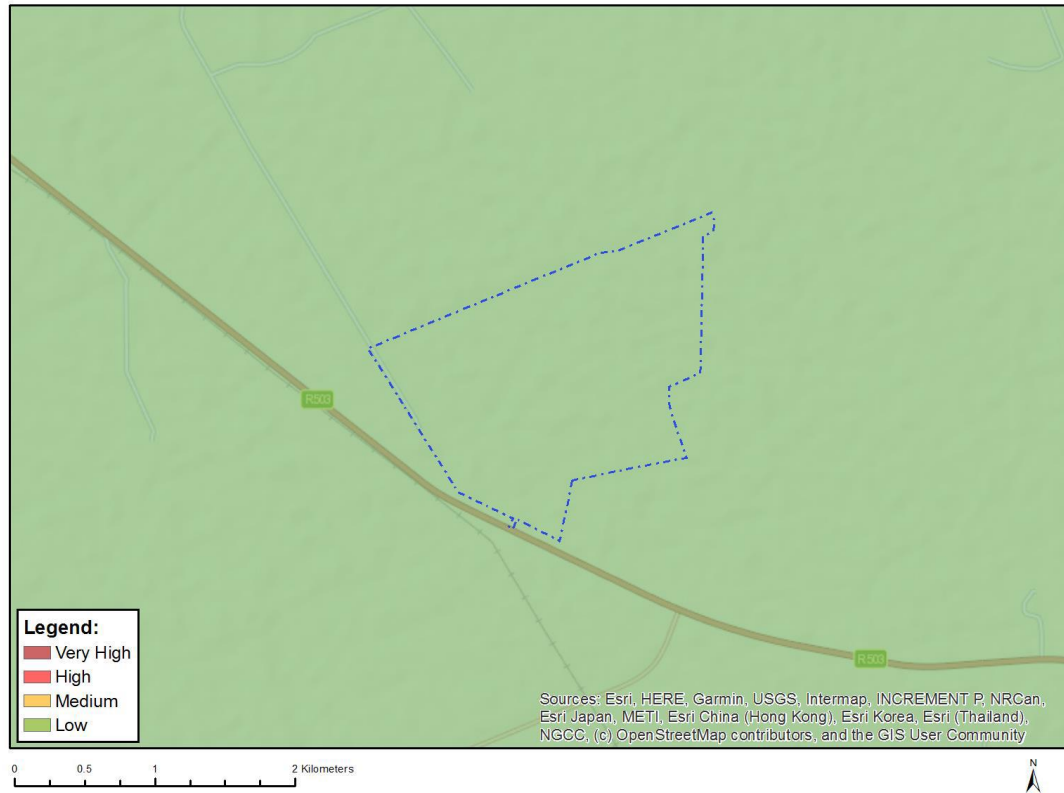 R503
R503
Legend:
Very High
High
Medium
Low
Sources: Esri, HERE, Garmin, USGS, Intermap, INCREMENT P, NRCan,
Esri Japan, METI, Esri China (Hong Kong), Esri Korea, Esri (Thailand),
NGCC, (c) OpenStreetMap contributors, and the GIS User Community
0 0.5 1 2 Kilometers
N